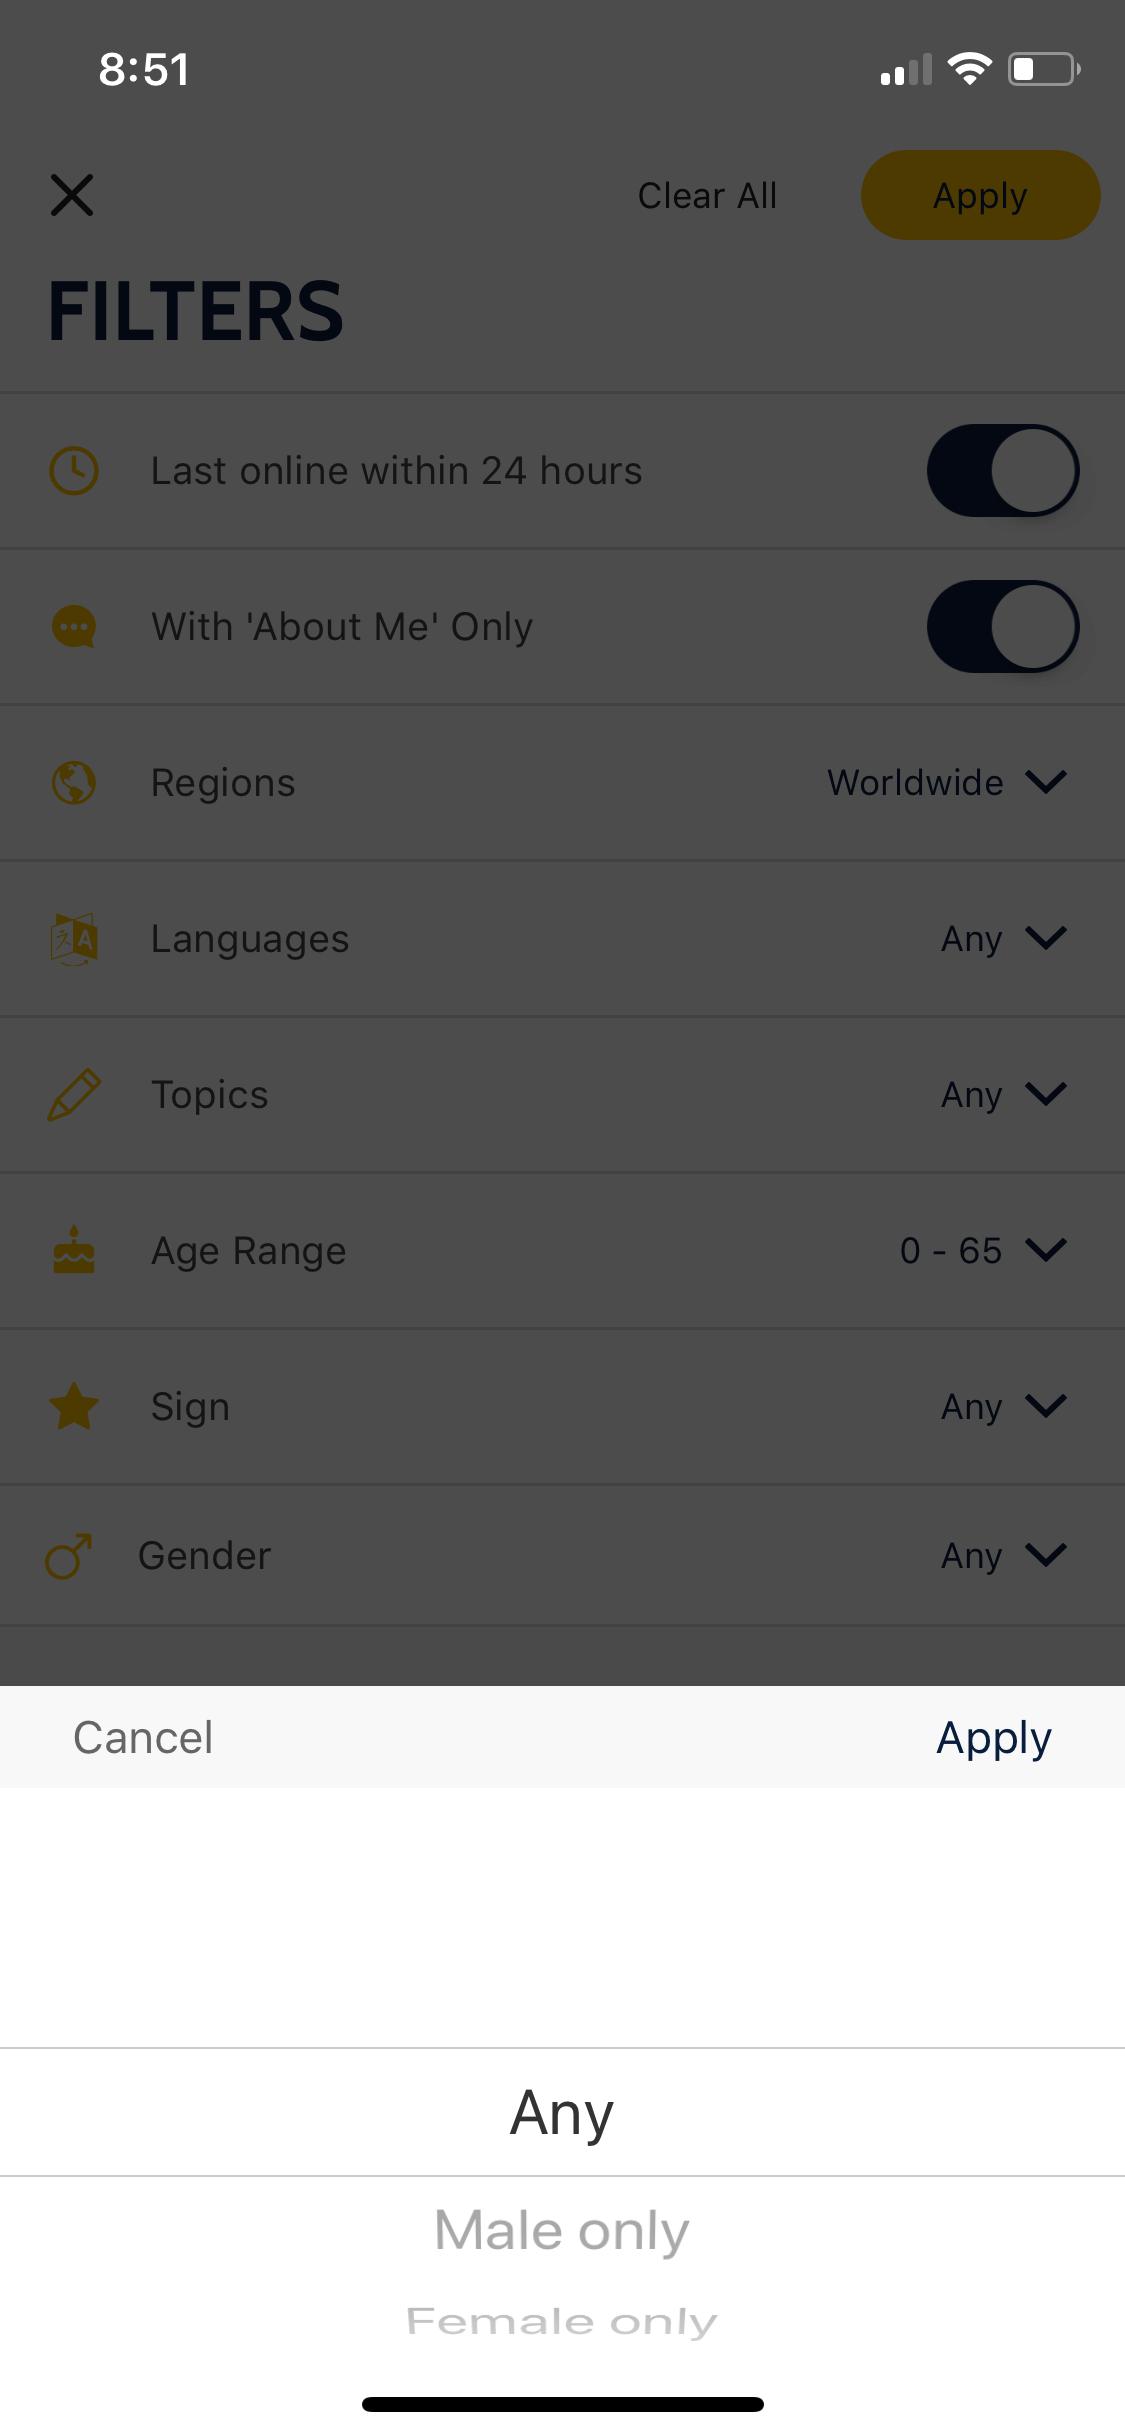 8:51
Clear All
Apply
FILTERS
Last online within 24 hours
With 'About Me' Only
Regions
Worldwide
Languages
Any
Topics
Any
Age Range
0 - 65
Sign
Any
Gender
Any
Cancel
Apply
Any
Male only
Female only